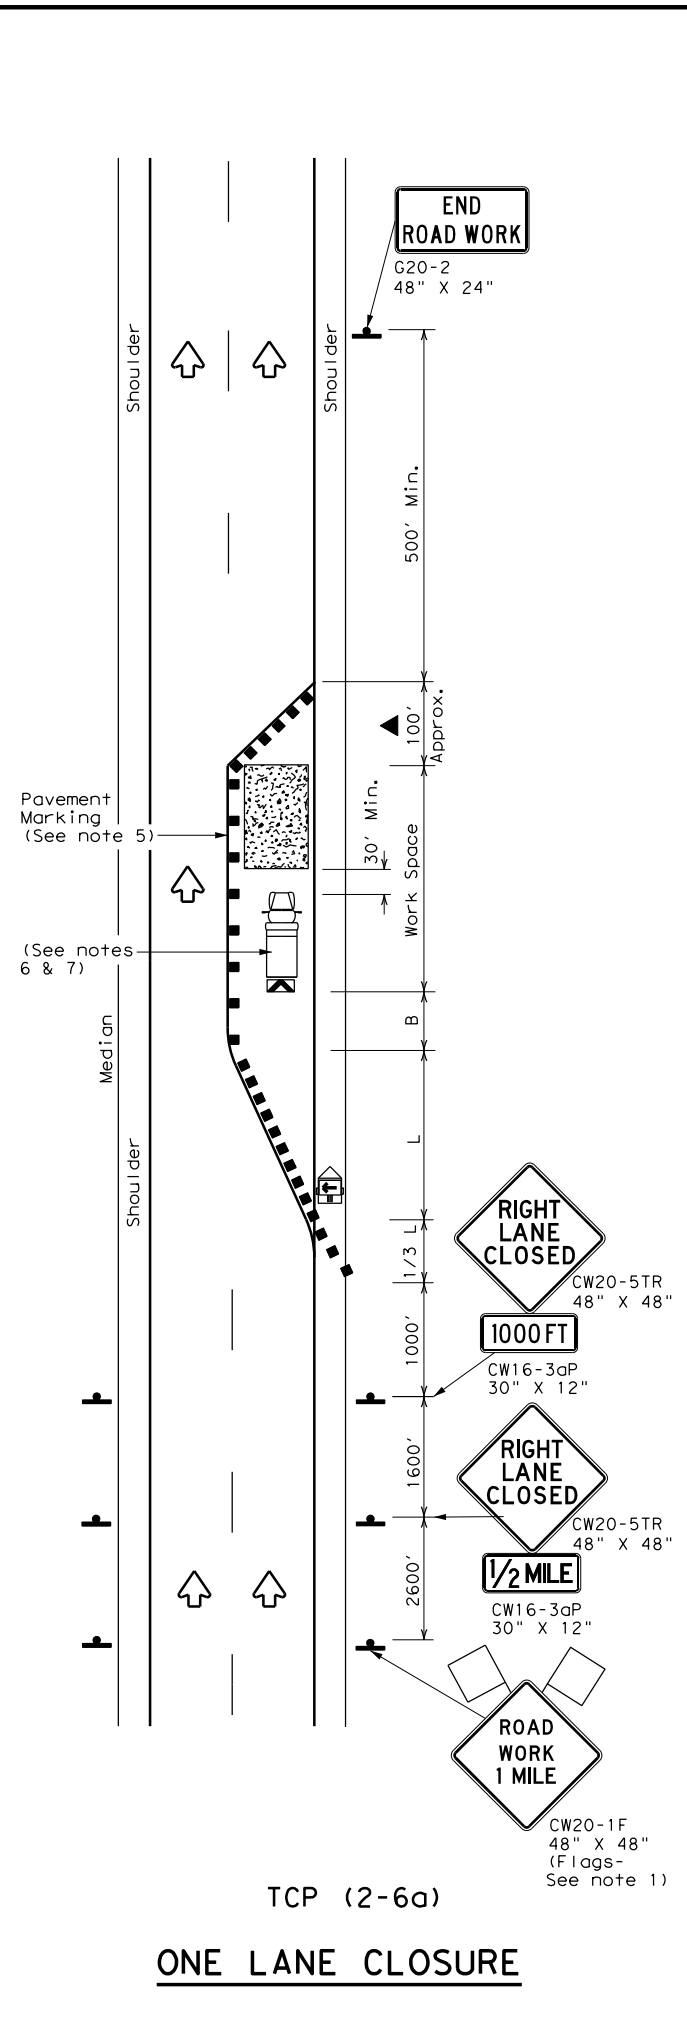 END
ROAD WORK
G20-2
48" X 24"
Shoulder
Shoulder
500' Min.
100'
Approx.
Pavement
Marking
(See note 5)
30' Min.
Work Space
(See notes
6 & 7)
B
Median
L
Shoulder
1/3 L
RIGHT
LANE
CLOSED
CW20-5TR
48" X 48"
1000 FT
1000'
CW16-3aP
30" X 12"
1600'
RIGHT
LANE
CLOSED
CW20-5TR
48" X 48"
1/2 MILE
2600'
CW16-3aP
30" X 12"
ROAD
WORK
1 MILE
CW20-1F
48" X 48"
(Flags-
See note 1)
TCP (2-6a)
ONE LANE CLOSURE